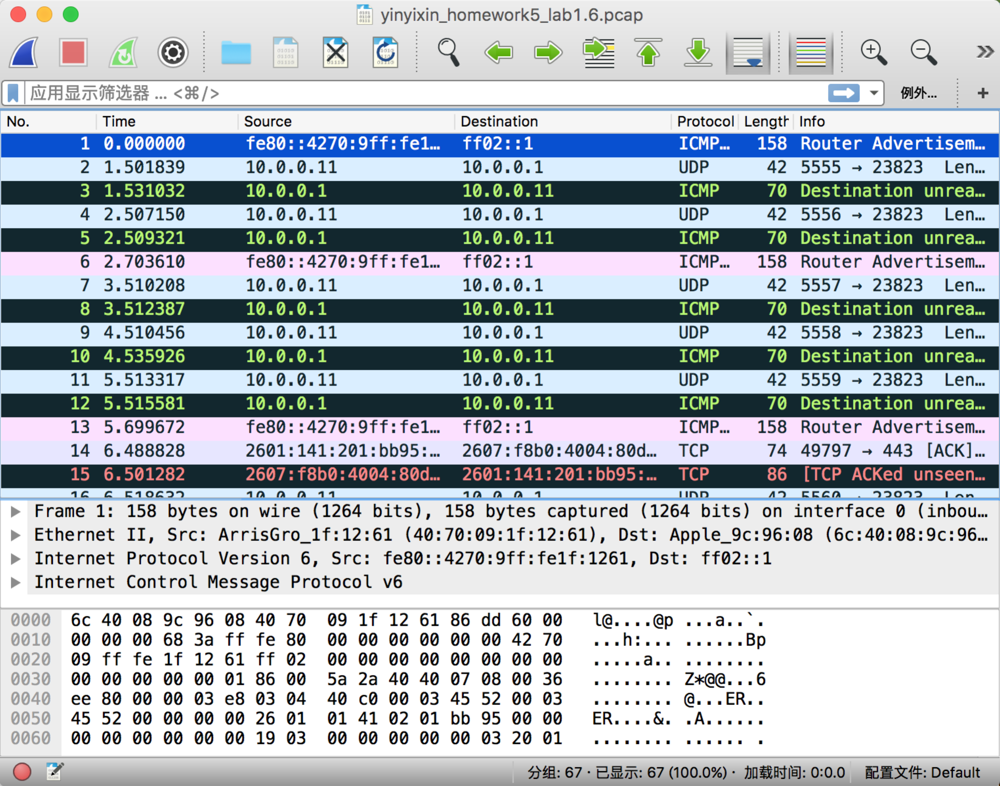 yinyixin_homework5_lab1.6.pcap
应用显示筛选器 ... <⌘/>
例外...
+
No. Time Source Destination Protocol Length Info
1 0.000000 fe80::4270:9ff:fe1… ff02::1 ICMP… 158 Router Advertisem…
2 1.501839 10.0.0.11 10.0.0.1 UDP 42 5555 → 23823 Len…
3 1.531032 10.0.0.1 10.0.0.11 ICMP 70 Destination unrea…
4 2.507150 10.0.0.11 10.0.0.1 UDP 42 5556 → 23823 Len…
5 2.509321 10.0.0.1 10.0.0.11 ICMP 70 Destination unrea…
6 2.703610 fe80::4270:9ff:fe1… ff02::1 ICMP… 158 Router Advertisem…
7 3.510208 10.0.0.11 10.0.0.1 UDP 42 5557 → 23823 Len…
8 3.512387 10.0.0.1 10.0.0.11 ICMP 70 Destination unrea…
9 4.510456 10.0.0.11 10.0.0.1 UDP 42 5558 → 23823 Len…
10 4.535926 10.0.0.1 10.0.0.11 ICMP 70 Destination unrea…
11 5.513317 10.0.0.11 10.0.0.1 UDP 42 5559 → 23823 Len…
12 5.515581 10.0.0.1 10.0.0.11 ICMP 70 Destination unrea…
13 5.699672 fe80::4270:9ff:fe1… ff02::1 ICMP… 158 Router Advertisem…
14 6.488828 2601:141:201:bb95:… 2607:f8b0:4004:80d… TCP 74 49797 → 443 [ACK]…
15 6.501282 2607:f8b0:4004:80d… 2601:141:201:bb95:… TCP 86 [TCP ACKed unseen…
16 6.518632 10.0.0.11 10.0.0.1 UDP 42 5560 → 23823 Len…
Frame 1: 158 bytes on wire (1264 bits), 158 bytes captured (1264 bits) on interface 0 (inbou…
Ethernet II, Src: ArrisGro_1f:12:61 (40:70:09:1f:12:61), Dst: Apple_9c:96:08 (6c:40:08:9c:96…
Internet Protocol Version 6, Src: fe80::4270:9ff:fe1f:1261, Dst: ff02::1
Internet Control Message Protocol v6
0000 6c 40 08 9c 96 08 40 70 09 1f 12 61 86 dd 60 00 l@....@p ...a..`.
0010 00 00 00 68 3a ff fe 80 00 00 00 00 00 00 42 70 ...h:... ......Bp
0020 09 ff fe 1f 12 61 ff 02 00 00 00 00 00 00 00 00 .....a.. ........
0030 00 00 00 00 00 01 86 00 5a 2a 40 40 07 08 00 36 ........ Z*@@...6
0040 ee 80 00 00 03 e8 03 04 40 c0 00 03 45 52 00 03 ........ @...ER..
0050 45 52 00 00 00 00 26 01 01 41 02 01 bb 95 00 00 ER....&. .A......
0060 00 00 00 00 00 00 19 03 00 00 00 00 00 03 20 01 ........ ...... .
分组: 67 · 已显示: 67 (100.0%) · 加载时间: 0:0.0 配置文件: Default